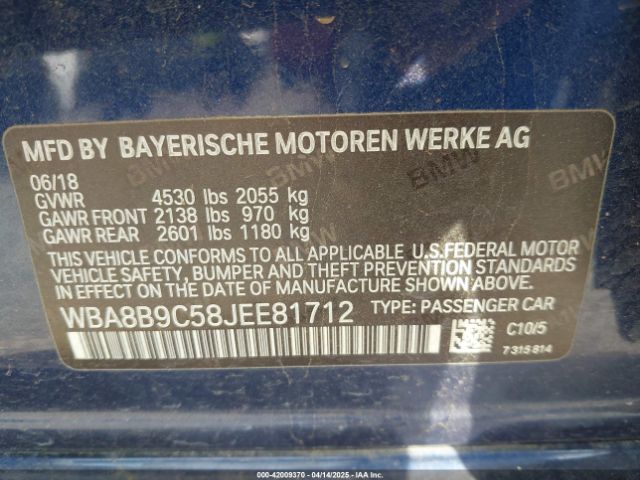 MFD BY BAYERISCHE MOTOREN WERKE AG
06/18
GVWR 4530 lbs 2055 kg
GAWR FRONT 2138 lbs 970 kg
GAWR REAR 2601 lbs 1180 kg
THIS VEHICLE CONFORMS TO ALL APPLICABLE U.S.FEDERAL MOTOR
VEHICLE SAFETY, BUMPER AND THEFT PREVENTION STANDARDS
IN EFFECT ON THE DATE OF MANUFACTURE SHOWN ABOVE.
WBA8B9C58JEE81712 TYPE: PASSENGER CAR
C10/5
7315814
000-42009370 - 04/14/2025 - IAA Inc.